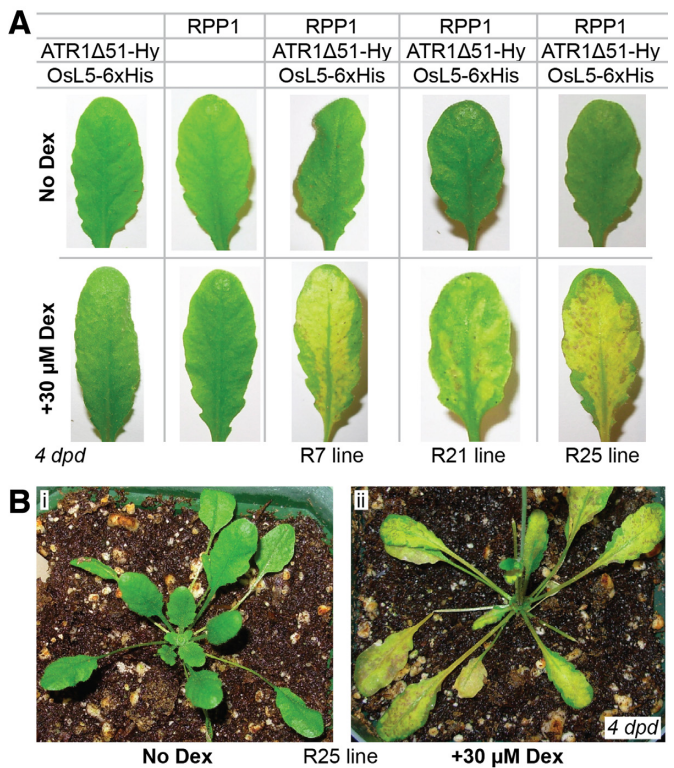 A
RPP1 RPP1 RPP1 RPP1
ATR1Δ51-Hy ATR1Δ51-Hy ATR1Δ51-Hy ATR1Δ51-Hy
OsL5-6xHis OsL5-6xHis OsL5-6xHis OsL5-6xHis
No Dex
+30 µM Dex
4 dpd R7 line R21 line R25 line
B
i ii
4 dpd
No Dex R25 line +30 µM Dex